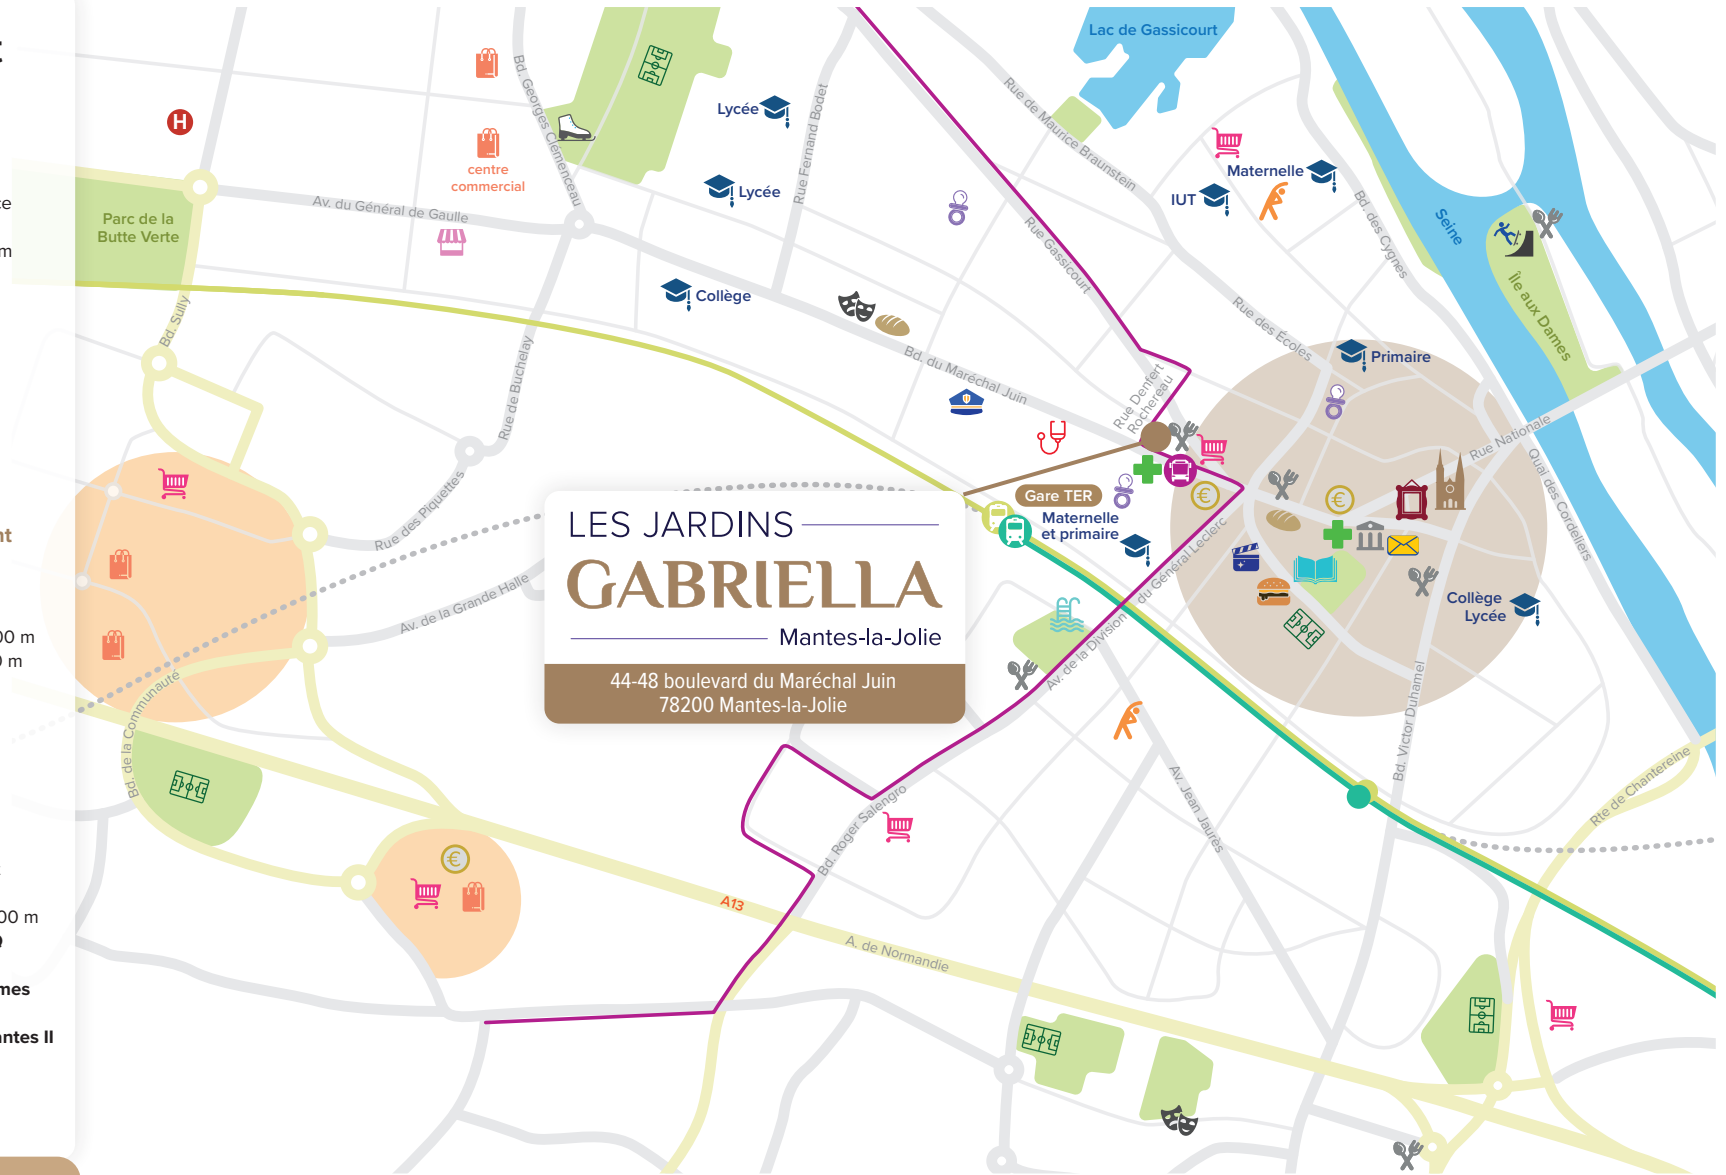 Lac de Gassicourt
Bd. Georges Clémenceau
Lycée
Rue Fernand Bodet
Rue de Maurice Braunstein
H
centre
commercial
Maternelle
IUT
Lycée
Parc de la
Butte Verte
Av. du Général de Gaulle
Bd. des Cygnes
Seine
Rue Gassicourt
Île aux Dames
Collège
Bd. Sully
Rue de Buchelay
Bd. du Maréchal Juin
Rue des Écoles
Primaire
Rue Denfert
Rochereau
Rue Nationale
Quai des Cordeliers
Rue des Piquettes
Gare TER
Maternelle
et primaire
LES JARDINS
GABRIELLA
Mantes-la-Jolie
44-48 boulevard du Maréchal Juin
78200 Mantes-la-Jolie
Av. de la Grande Halle
Av. de la Division du Général Leclerc
Collège
Lycée
Bd. de la Communauté
Bd. Victor Duhamel
Av. Jean Jaurès
Rte de Chantereine
Bd. Roger Salengro
A13
A. de Normandie
€
€
€
m
00 m
m
00 m